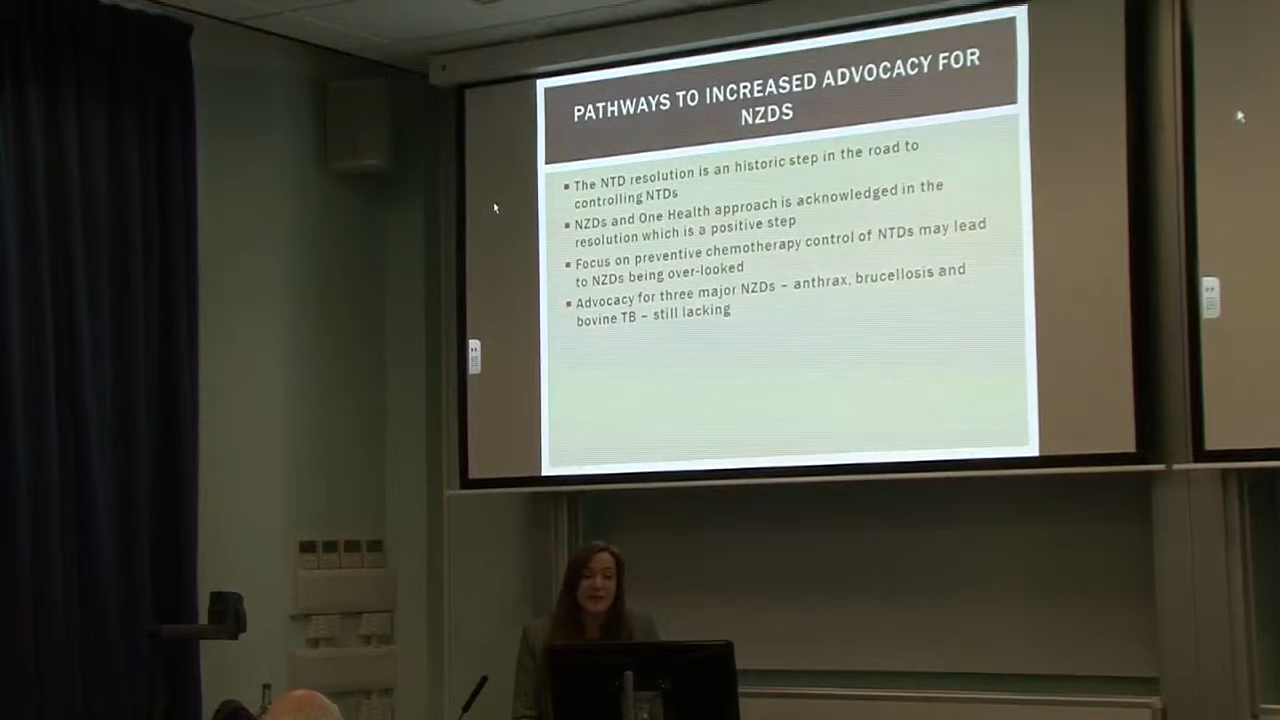 PATHWAYS TO INCREASED ADVOCACY FOR
NZDS
▪ The NTD resolution is an historic step in the road to
controlling NTDs
▪ NZDs and One Health approach is acknowledged in the
resolution which is a positive step
▪ Focus on preventive chemotherapy control of NTDs may lead
to NZDs being over-looked
▪ Advocacy for three major NZDs – anthrax, brucellosis and
bovine TB – still lacking